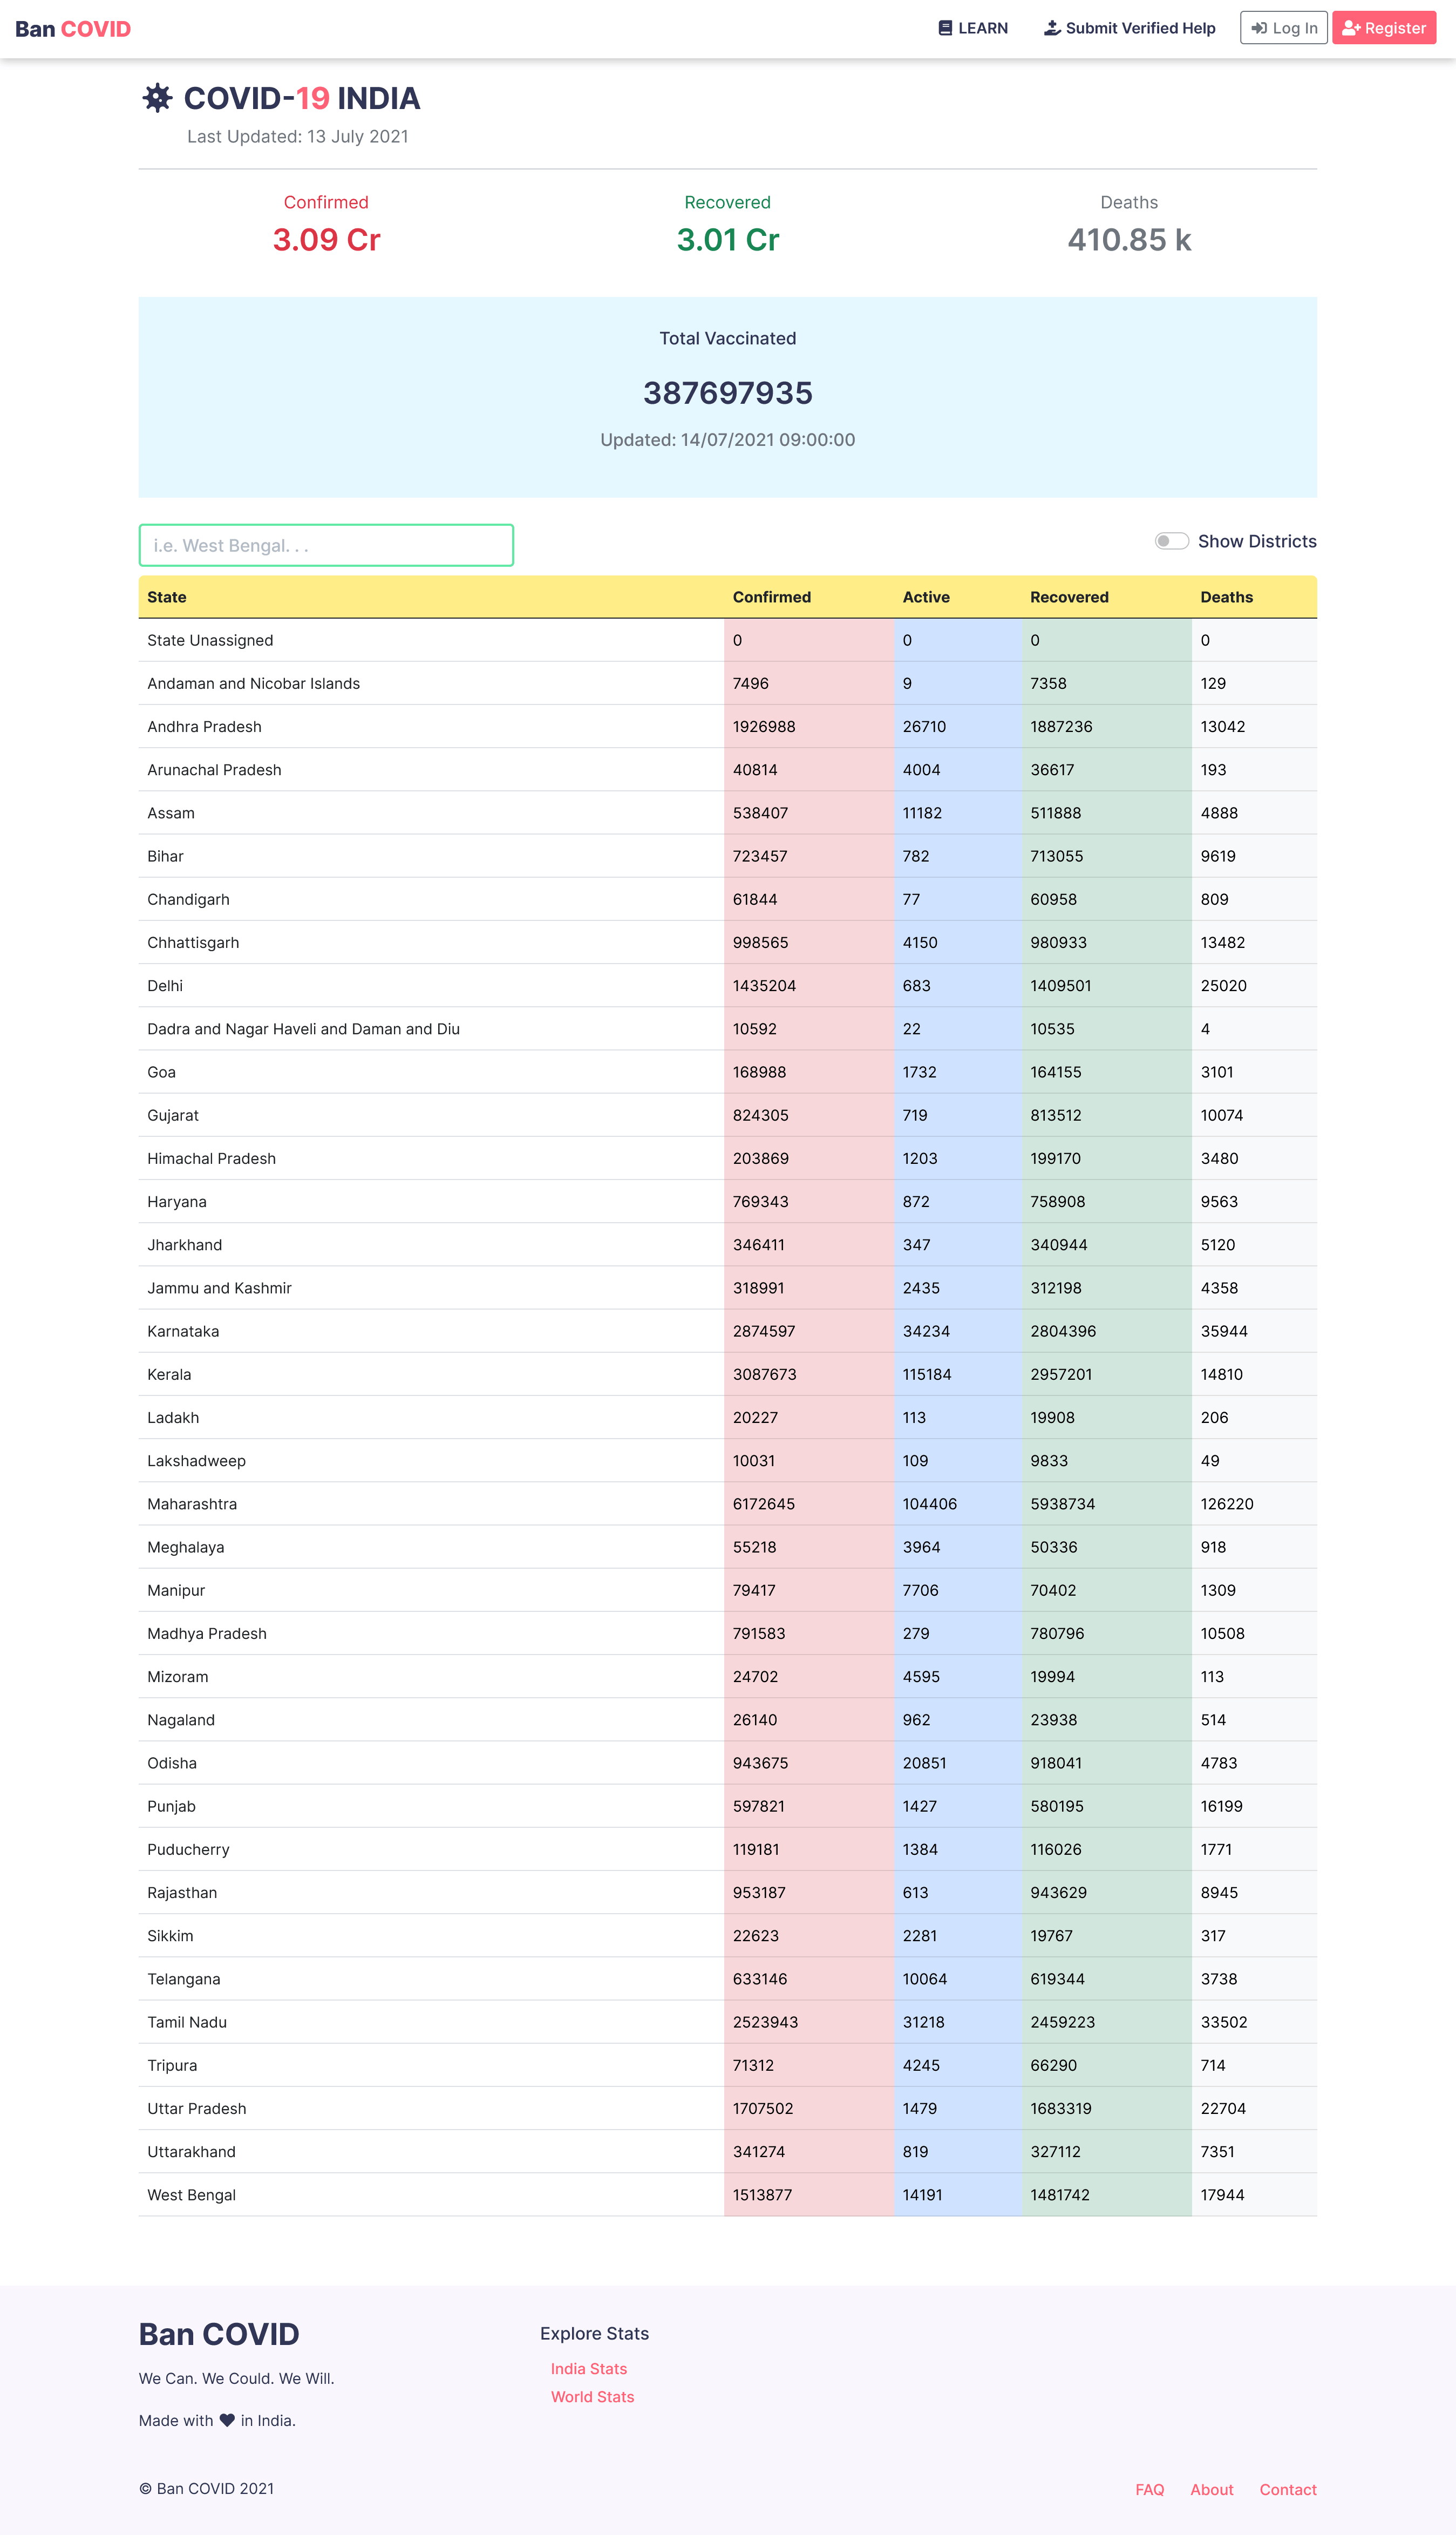 Ban COVID LEARN Submit Verified Help Log In Register
COVID-19 INDIA
Last Updated: 13 July 2021
Confirmed Recovered Deaths
3.09 Cr 3.01 Cr 410.85 k
Total Vaccinated
387697935
Updated: 14/07/2021 09:00:00
i.e. West Bengal. . . Show Districts
State Confirmed Active Recovered Deaths
State Unassigned 0 0 0 0
Andaman and Nicobar Islands 7496 9 7358 129
Andhra Pradesh 1926988 26710 1887236 13042
Arunachal Pradesh 40814 4004 36617 193
Assam 538407 11182 511888 4888
Bihar 723457 782 713055 9619
Chandigarh 61844 77 60958 809
Chhattisgarh 998565 4150 980933 13482
Delhi 1435204 683 1409501 25020
Dadra and Nagar Haveli and Daman and Diu 10592 22 10535 4
Goa 168988 1732 164155 3101
Gujarat 824305 719 813512 10074
Himachal Pradesh 203869 1203 199170 3480
Haryana 769343 872 758908 9563
Jharkhand 346411 347 340944 5120
Jammu and Kashmir 318991 2435 312198 4358
Karnataka 2874597 34234 2804396 35944
Kerala 3087673 115184 2957201 14810
Ladakh 20227 113 19908 206
Lakshadweep 10031 109 9833 49
Maharashtra 6172645 104406 5938734 126220
Meghalaya 55218 3964 50336 918
Manipur 79417 7706 70402 1309
Madhya Pradesh 791583 279 780796 10508
Mizoram 24702 4595 19994 113
Nagaland 26140 962 23938 514
Odisha 943675 20851 918041 4783
Punjab 597821 1427 580195 16199
Puducherry 119181 1384 116026 1771
Rajasthan 953187 613 943629 8945
Sikkim 22623 2281 19767 317
Telangana 633146 10064 619344 3738
Tamil Nadu 2523943 31218 2459223 33502
Tripura 71312 4245 66290 714
Uttar Pradesh 1707502 1479 1683319 22704
Uttarakhand 341274 819 327112 7351
West Bengal 1513877 14191 1481742 17944
Ban COVID
We Can. We Could. We Will.
Made with ♥ in India.
Explore Stats
India Stats
World Stats
© Ban COVID 2021 FAQ About Contact